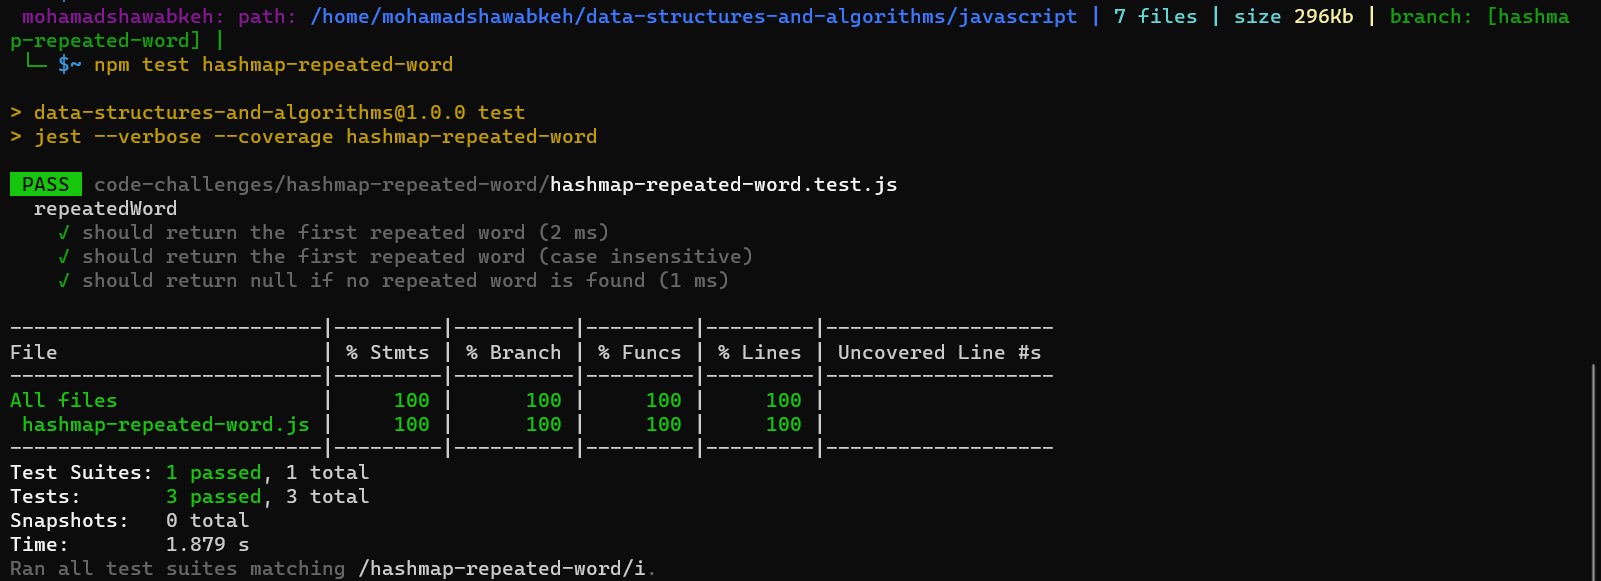 mohamadshawabkeh: path: /home/mohamadshawabkeh/data-structures-and-algorithms/javascript | 7 files | size 296Kb | branch: [hashma
p-repeated-word] |
└─ $~ npm test hashmap-repeated-word
> data-structures-and-algorithms@1.0.0 test
> jest --verbose --coverage hashmap-repeated-word
PASS code-challenges/hashmap-repeated-word/hashmap-repeated-word.test.js
repeatedWord
√ should return the first repeated word (2 ms)
√ should return the first repeated word (case insensitive)
√ should return null if no repeated word is found (1 ms)
--------------------------|---------|----------|---------|---------|-------------------
File | % Stmts | % Branch | % Funcs | % Lines | Uncovered Line #s
--------------------------|---------|----------|---------|---------|-------------------
All files | 100 | 100 | 100 | 100 |
hashmap-repeated-word.js | 100 | 100 | 100 | 100 |
--------------------------|---------|----------|---------|---------|-------------------
Test Suites: 1 passed, 1 total
Tests: 3 passed, 3 total
Snapshots: 0 total
Time: 1.879 s
Ran all test suites matching /hashmap-repeated-word/i.